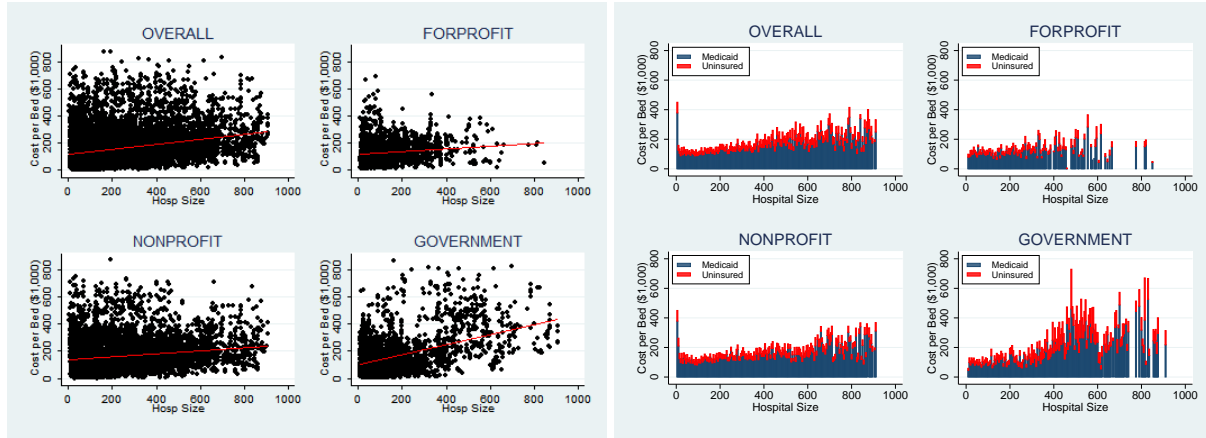 OVERALL
Cost per Bed ($1,000)
0 200 400 600 800
0 200 400 600 800 1000
Hosp Size
FORPROFIT
Cost per Bed ($1,000)
0 200 400 600 800
0 200 400 600 800 1000
Hosp Size
NONPROFIT
Cost per Bed ($1,000)
0 200 400 600 800
0 200 400 600 800 1000
Hosp Size
GOVERNMENT
Cost per Bed ($1,000)
0 200 400 600 800
0 200 400 600 800 1000
Hosp Size
OVERALL
Medicaid
Uninsured
Cost per Bed ($1,000)
0 200 400 600 800
0 200 400 600 800 1000
Hospital Size
FORPROFIT
Medicaid
Uninsured
Cost per Bed ($1,000)
0 200 400 600 800
0 200 400 600 800 1000
Hospital Size
NONPROFIT
Medicaid
Uninsured
Cost per Bed ($1,000)
0 200 400 600 800
0 200 400 600 800 1000
Hospital Size
GOVERNMENT
Medicaid
Uninsured
Cost per Bed ($1,000)
0 200 400 600 800
0 200 400 600 800 1000
Hospital Size